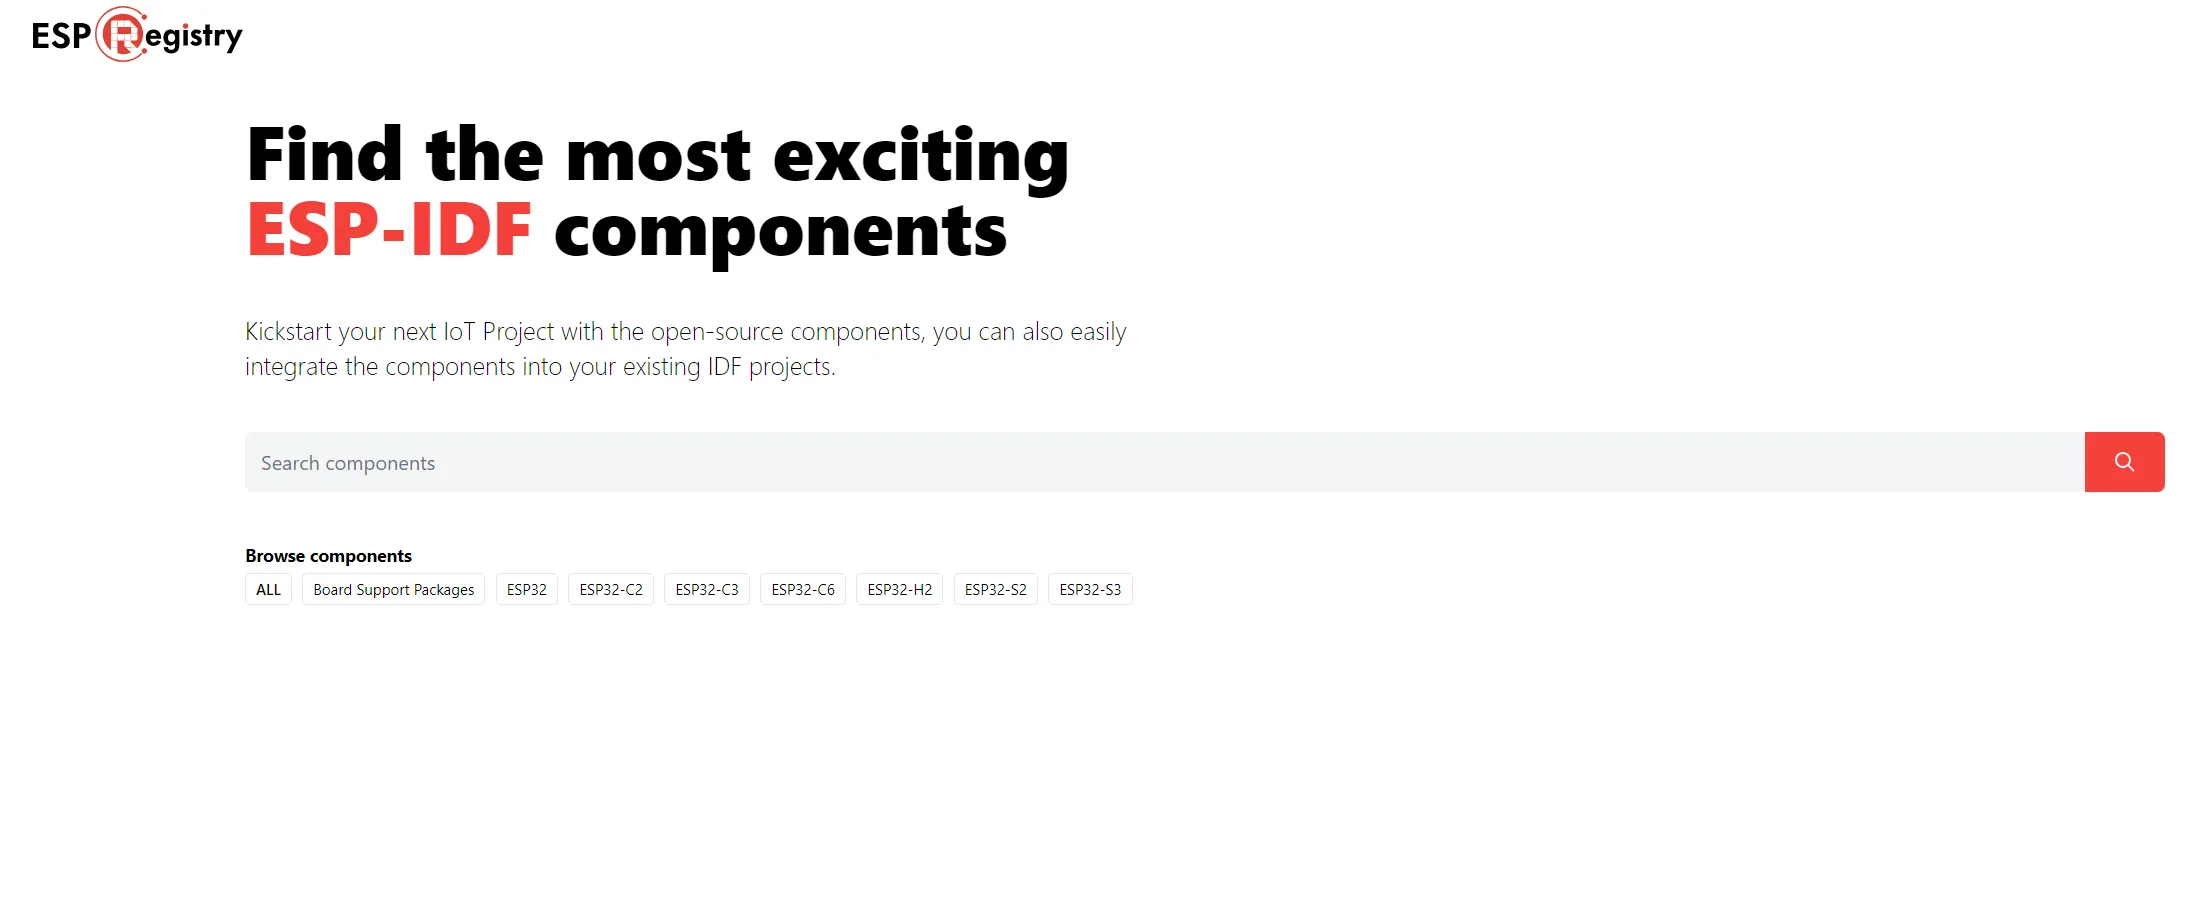 ESP Registry
Find the most exciting
ESP-IDF components
Kickstart your next IoT Project with the open-source components, you can also easily
integrate the components into your existing IDF projects.
Search components
Browse components
ALL Board Support Packages ESP32 ESP32-C2 ESP32-C3 ESP32-C6 ESP32-H2 ESP32-S2 ESP32-S3